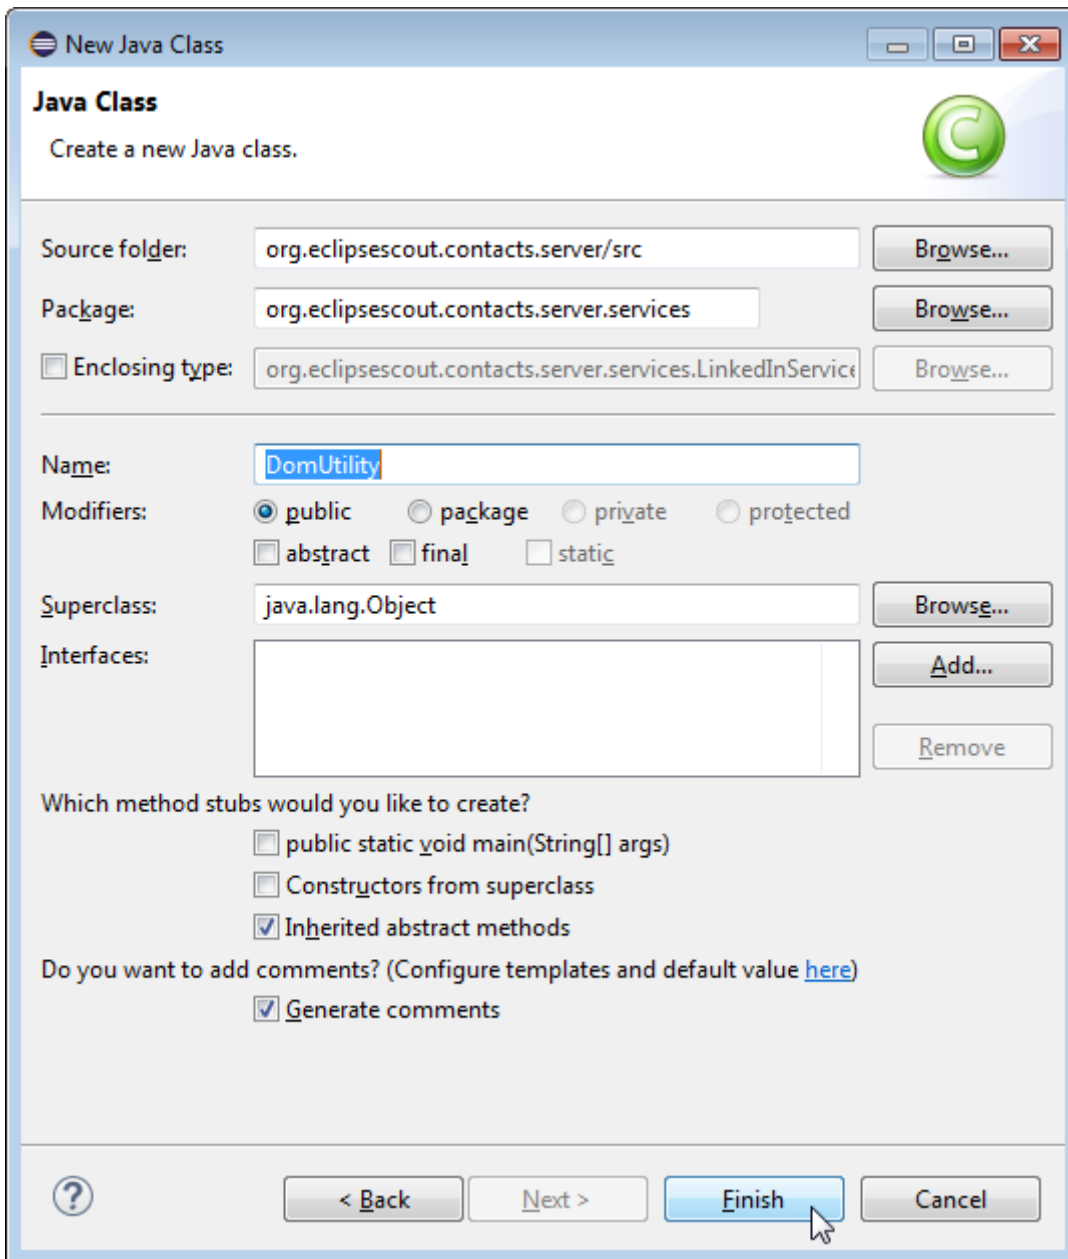 New Java Class
Java Class
Create a new Java class.
Source folder: org.eclipsescout.contacts.server/src Browse...
Package: org.eclipsescout.contacts.server.services Browse...
Enclosing type: org.eclipsescout.contacts.server.services.LinkedInService Browse...
Name: DomUtility
Modifiers: public package private protected
abstract final static
Superclass: java.lang.Object Browse...
Interfaces: Add...
Remove
Which method stubs would you like to create?
public static void main(String[] args)
Constructors from superclass
Inherited abstract methods
Do you want to add comments? (Configure templates and default value here)
Generate comments
? < Back Next > Finish Cancel